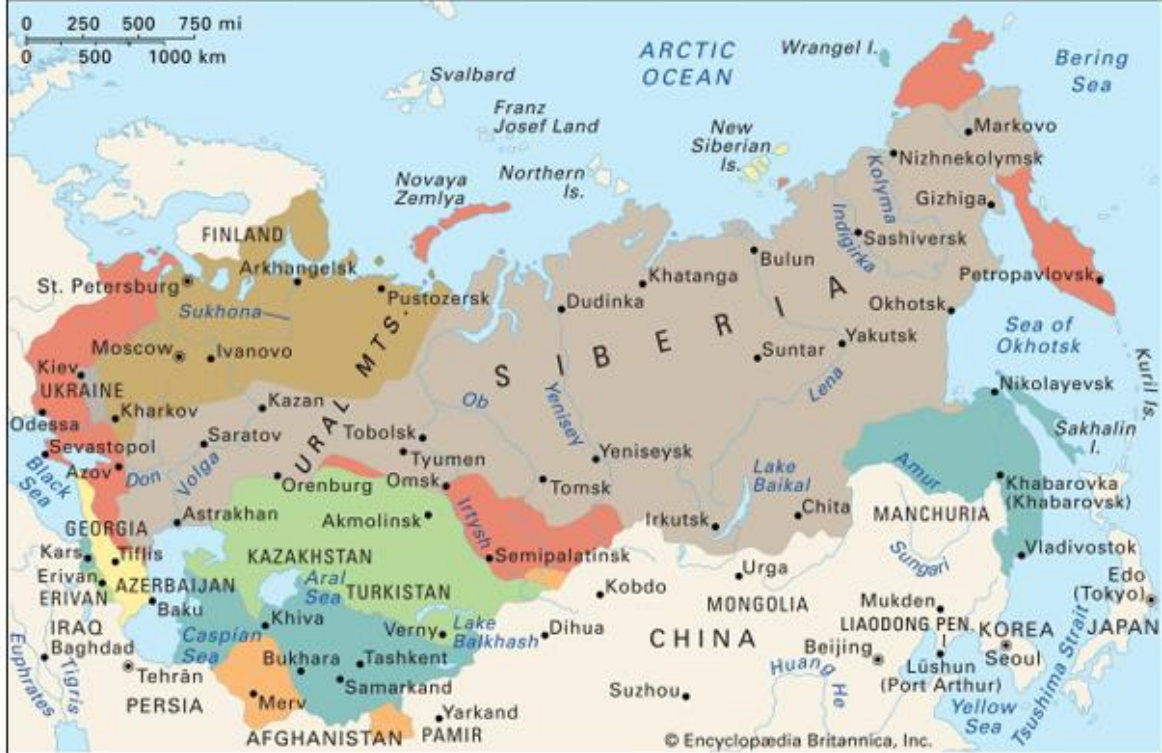 0 250 500 750 mi
0 500 1000 km
ARCTIC
OCEAN
Wrangel I.
Bering
Sea
Svalbard
Franz
Josef Land
New
Siberian
Is.
Markovo
Nizhnekolymsk
Novaya
Zemlya
Northern
Is.
Kolyma
Gizhiga
Indigirka
Sashiversk
FINLAND
Arkhangelsk
Bulun
Khatanga
St. Petersburg
Pustozersk
Dudinka
Petropavlovsk
Okhotsk
Sukhona
Yakutsk
Sea of
Okhotsk
Moscow
Ivanovo
URAL MTS.
SIBERIA
Suntar
Lena
Kuril Is.
Kiev
UKRAINE
Ob
Yenisey
Nikolayevsk
Kazan
Kharkov
Odessa
Saratov
Tobolsk
Sakhalin
I.
Sevastopol
Tyumen
Yeniseysk
Black
Sea
Azov
Don
Volga
Orenburg
Omsk
Irtysh
Tomsk
Lake
Baikal
Amur
Khabarovka
(Khabarovsk)
Astrakhan
Akmolinsk
Irkutsk
Chita
MANCHURIA
GEORGIA
Kars
Tiflis
KAZAKHSTAN
Semipalatinsk
Sungari
Vladivostok
Erivan
ERIVAN
AZERBAIJAN
Aral
Sea
TURKISTAN
Kobdo
Urga
Edo
(Tokyo)
Baku
MONGOLIA
Mukden
IRAQ
Baghdad
Caspian
Sea
Khiva
Verny
Lake
Balkhash
Dihua
CHINA
LIAODONG PEN.
KOREA
JAPAN
Euphrates
Tigris
Tehrān
Bukhara
Tashkent
Beijing
Seoul
Samarkand
Huang He
Lüshun
(Port Arthur)
Tsushima Strait
PERSIA
Merv
Suzhou
Yellow
Sea
Yarkand
AFGHANISTAN
PAMIR
© Encyclopædia Britannica, Inc.